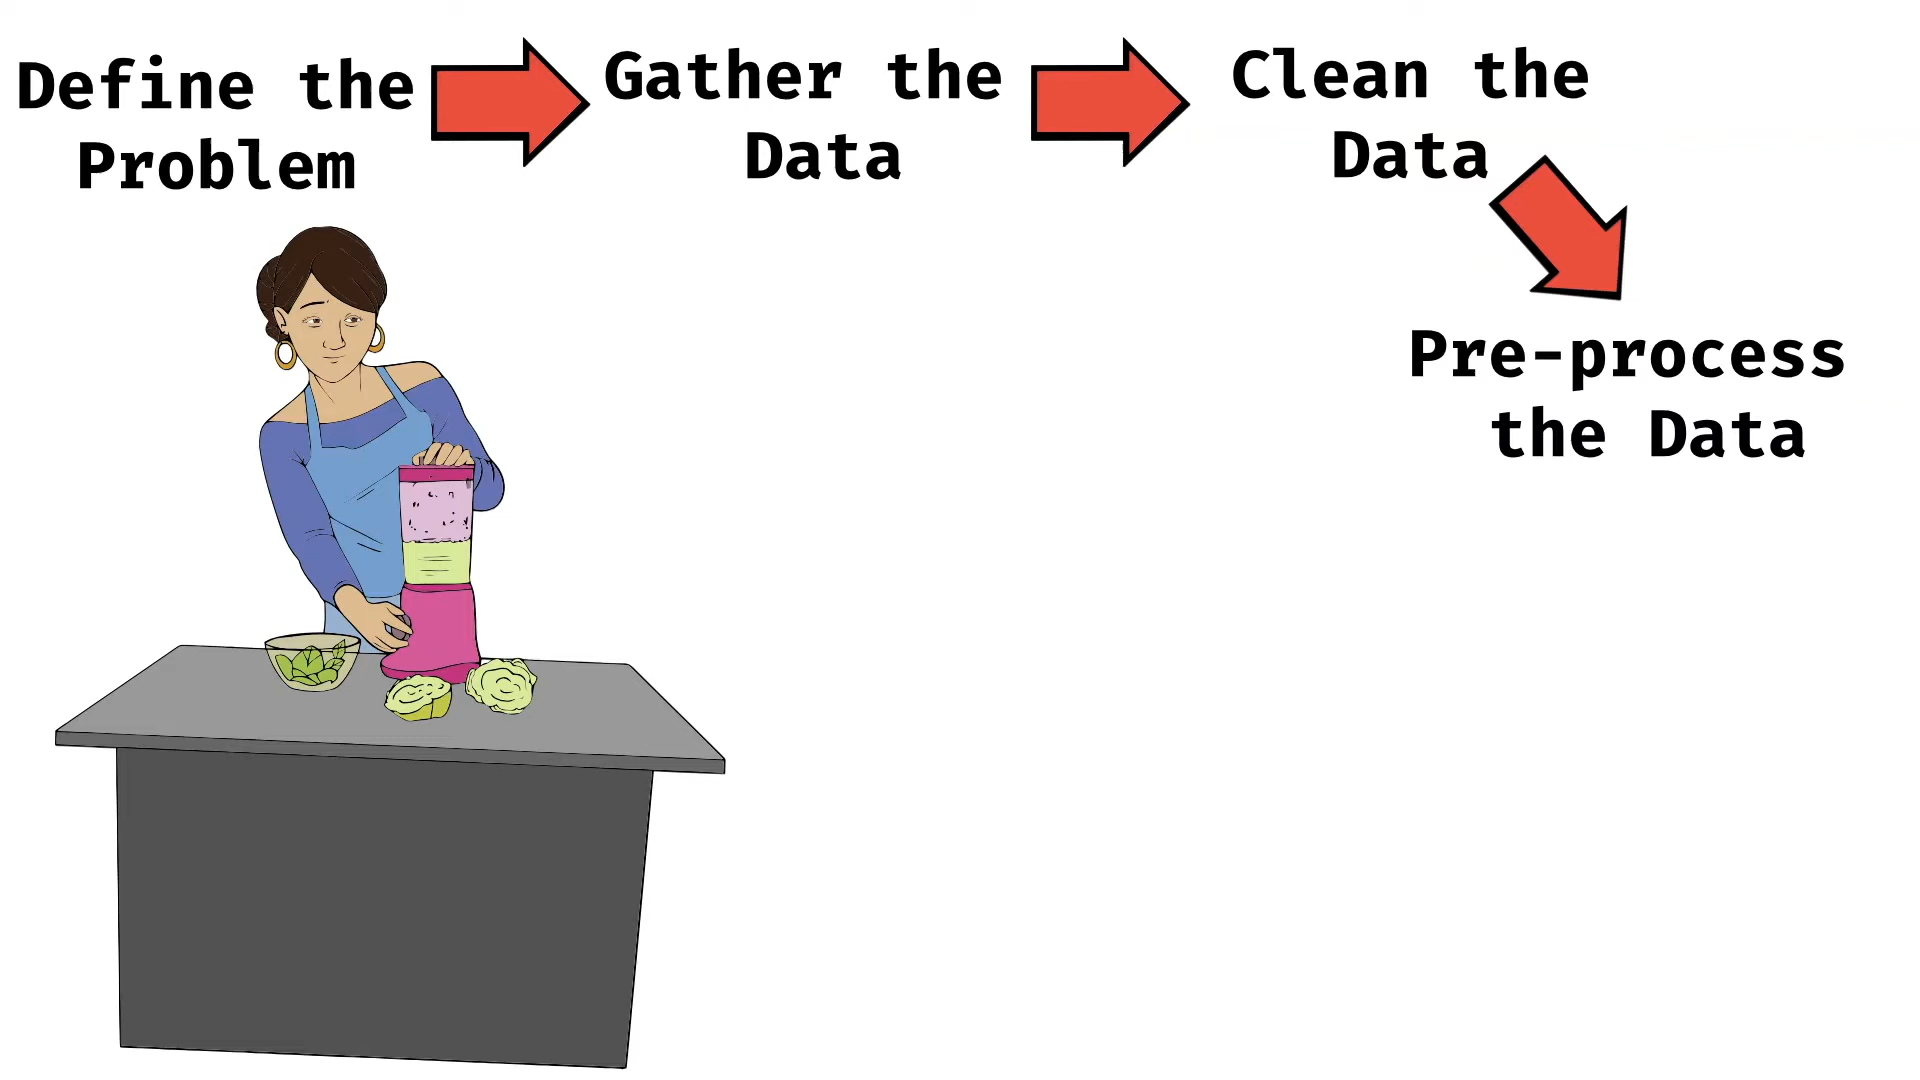 Define the
Problem
Gather the
Data
Clean the
Data
Pre-process
the Data